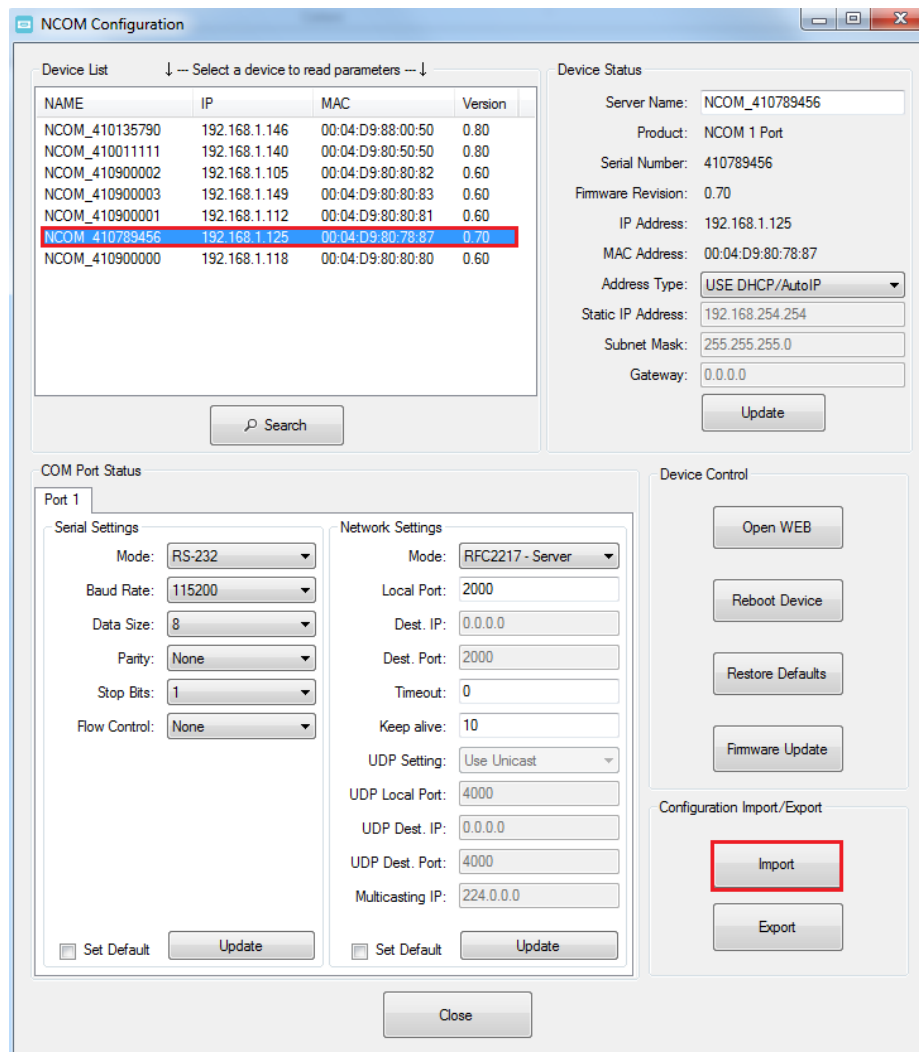 NCOM Configuration
Device List ↓ --- Select a device to read parameters --- ↓
NAME IP MAC Version
NCOM_410135790 192.168.1.146 00:04:D9:88:00:50 0.80
NCOM_410011111 192.168.1.140 00:04:D9:80:50:50 0.80
NCOM_410900002 192.168.1.105 00:04:D9:80:80:82 0.60
NCOM_410900003 192.168.1.149 00:04:D9:80:80:83 0.60
NCOM_410900001 192.168.1.112 00:04:D9:80:80:81 0.60
NCOM_410789456 192.168.1.125 00:04:D9:80:78:87 0.70
NCOM_410900000 192.168.1.118 00:04:D9:80:80:80 0.60
Search
Device Status
Server Name: NCOM_410789456
Product: NCOM 1 Port
Serial Number: 410789456
Firmware Revision: 0.70
IP Address: 192.168.1.125
MAC Address: 00:04:D9:80:78:87
Address Type: USE DHCP/AutoIP
Static IP Address: 192.168.254.254
Subnet Mask: 255.255.255.0
Gateway: 0.0.0.0
Update
COM Port Status
Port 1
Serial Settings
Mode: RS-232
Baud Rate: 115200
Data Size: 8
Parity: None
Stop Bits: 1
Flow Control: None
Set Default Update
Network Settings
Mode: RFC2217 - Server
Local Port: 2000
Dest. IP: 0.0.0.0
Dest. Port: 2000
Timeout: 0
Keep alive: 10
UDP Setting: Use Unicast
UDP Local Port: 4000
UDP Dest. IP: 0.0.0.0
UDP Dest. Port: 4000
Multicasting IP: 224.0.0.0
Set Default Update
Device Control
Open WEB
Reboot Device
Restore Defaults
Firmware Update
Configuration Import/Export
Import
Export
Close